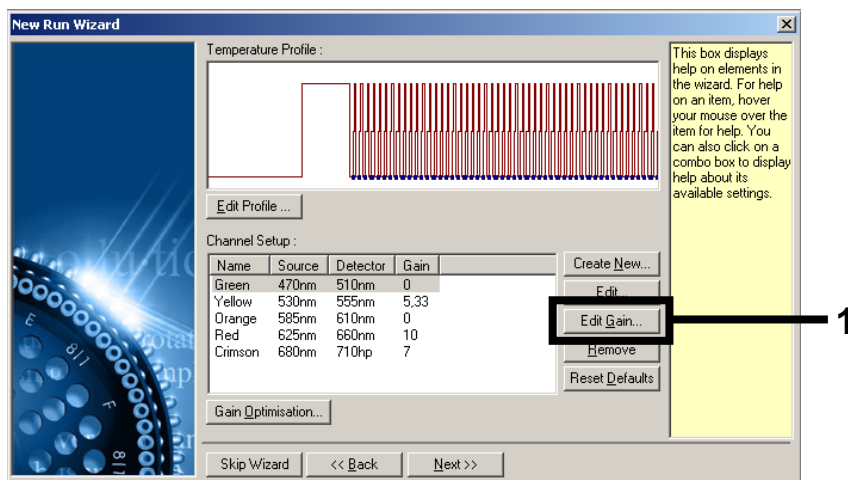 New Run Wizard
Temperature Profile :
This box displays
help on elements in
the wizard. For help
on an item, hover
your mouse over the
item for help. You
can also click on a
combo box to display
help about its
available settings.
Edit Profile ...
Channel Setup :
Name Source Detector Gain
Green 470nm 510nm 0
Yellow 530nm 555nm 5,33
Orange 585nm 610nm 0
Red 625nm 660nm 10
Crimson 680nm 710hp 7
Create New...
Edit...
Edit Gain...
Remove
Reset Defaults
1
Gain Optimisation...
Skip Wizard << Back Next >>